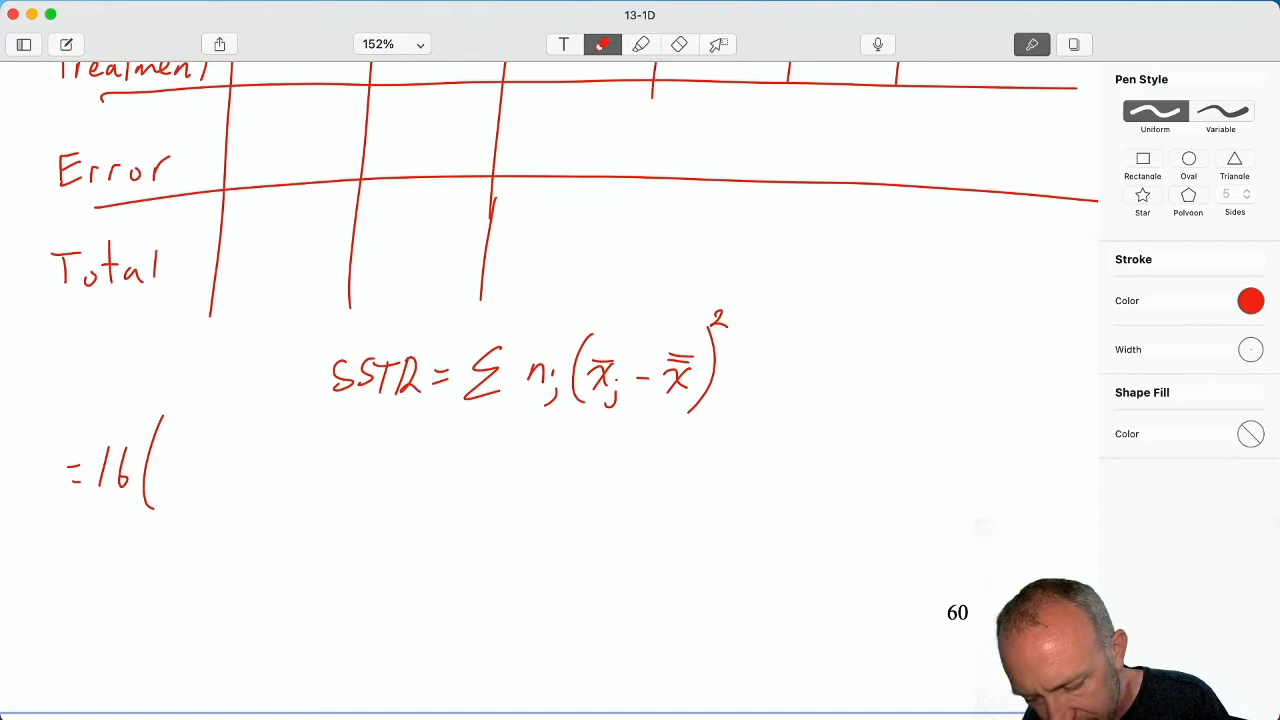 13-1D
152%
T
Pen Style
Uniform Variable
Rectangle Oval Triangle
5
Star Polygon Sides
Stroke
Color
Width
Shape Fill
Color
Treatment
Error
Total
SSTR = Σ nj (x̄j − x̿)²
= 16 (
60